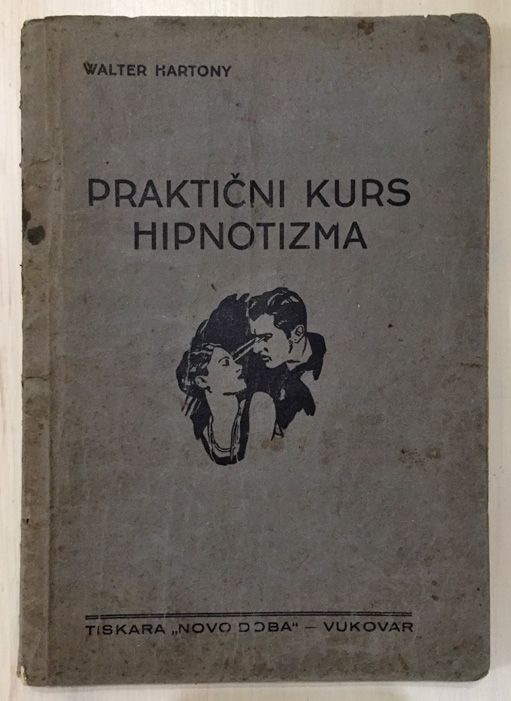 WALTER HARTONY
PRAKTIČNI KURS
HIPNOTIZMA
TISKARA „NOVO DOBA" – VUKOVAR